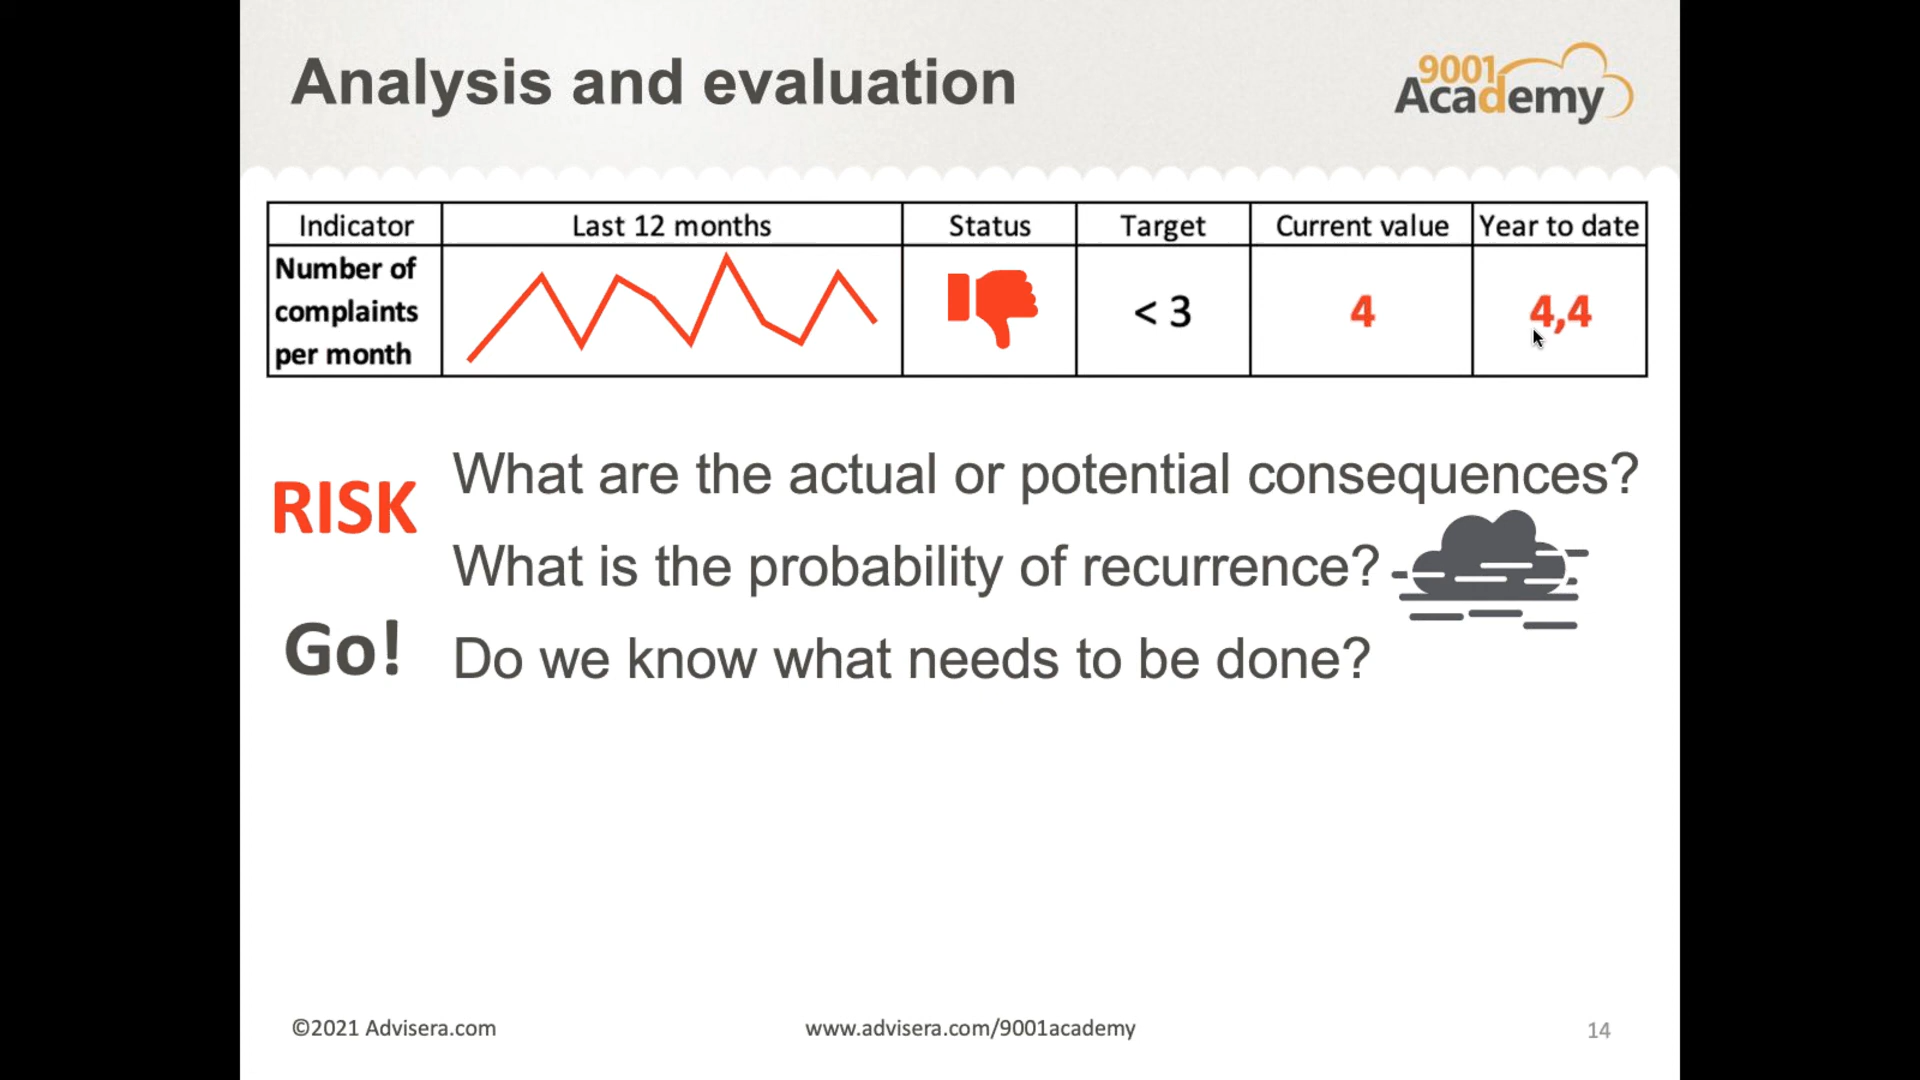 Analysis and evaluation
9001
Academy
Indicator
Last 12 months
Status
Target
Current value
Year to date
Number of
complaints
per month
< 3
4
4,4
RISK
What are the actual or potential consequences?
What is the probability of recurrence?
Go!
Do we know what needs to be done?
©2021 Advisera.com
www.advisera.com/9001academy
14